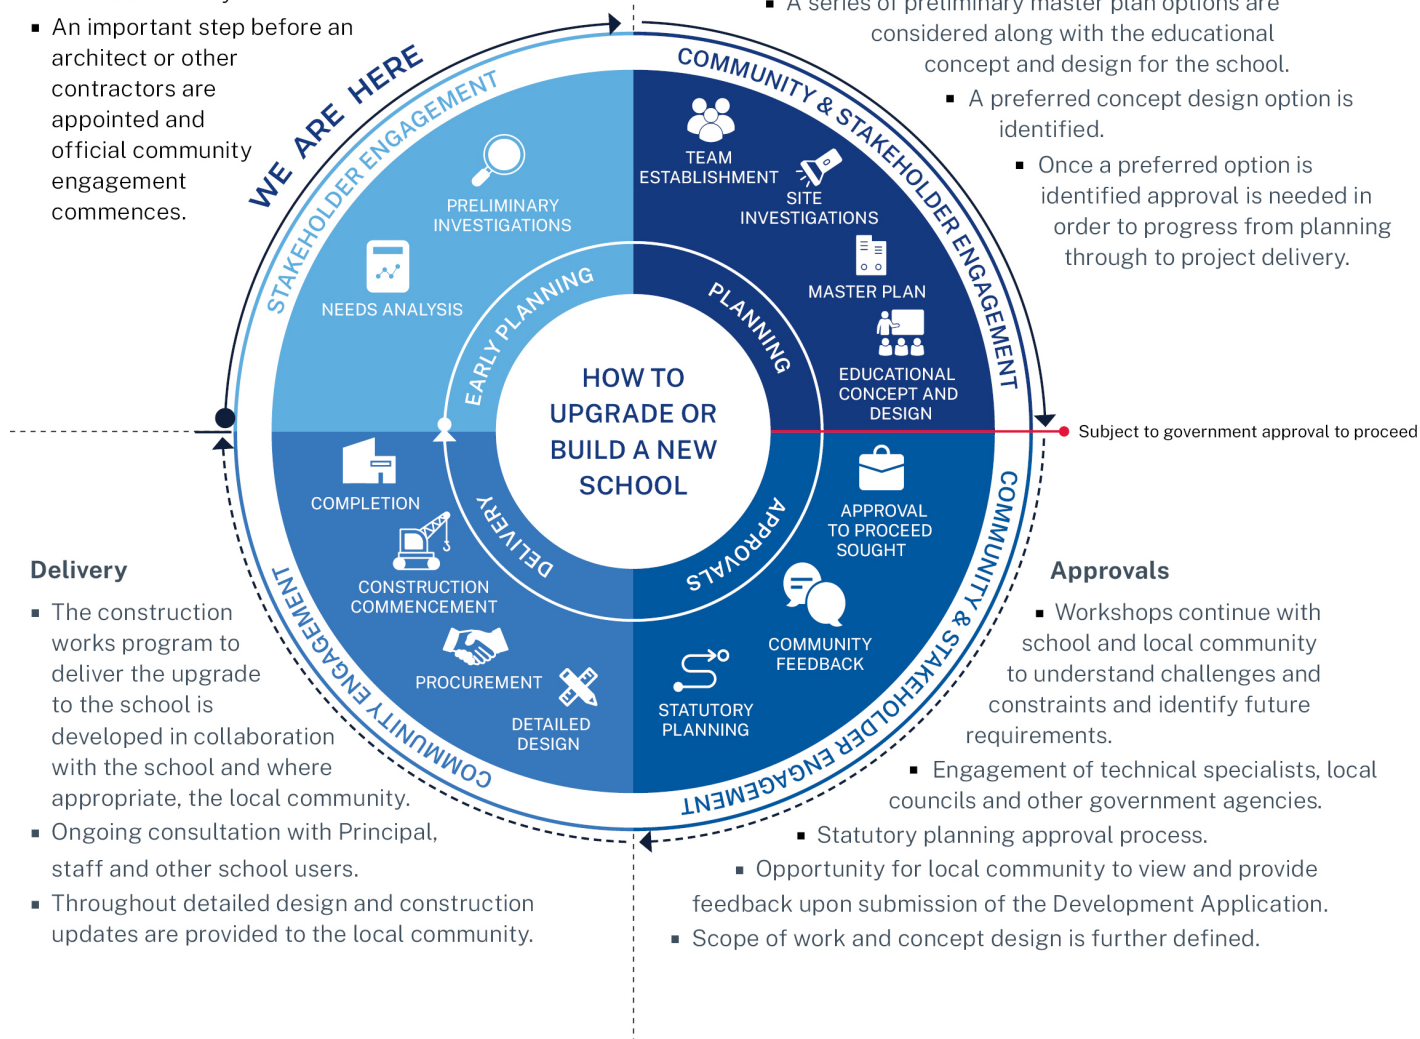 An important step before an
architect or other
contractors are
appointed and
official community
engagement
commences.
A series of preliminary master plan options are
considered along with the educational
concept and design for the school.
A preferred concept design option is
identified.
Once a preferred option is
identified approval is needed in
order to progress from planning
through to project delivery.
WE ARE HERE
STAKEHOLDER ENGAGEMENT
PRELIMINARY
INVESTIGATIONS
NEEDS ANALYSIS
EARLY PLANNING
COMMUNITY & STAKEHOLDER ENGAGEMENT
TEAM
ESTABLISHMENT
SITE
INVESTIGATIONS
MASTER PLAN
EDUCATIONAL
CONCEPT AND
DESIGN
PLANNING
HOW TO
UPGRADE OR
BUILD A NEW
SCHOOL
Subject to government approval to proceed
APPROVAL
TO PROCEED
SOUGHT
COMMUNITY
FEEDBACK
STATUTORY
PLANNING
APPROVALS
COMMUNITY & STAKEHOLDER ENGAGEMENT
DETAILED
DESIGN
PROCUREMENT
CONSTRUCTION
COMMENCEMENT
COMPLETION
DELIVERY
COMMUNITY ENGAGEMENT
Delivery
The construction
works program to
deliver the upgrade
to the school is
developed in collaboration
with the school and where
appropriate, the local community.
Ongoing consultation with Principal,
staff and other school users.
Throughout detailed design and construction
updates are provided to the local community.
Approvals
Workshops continue with
school and local community
to understand challenges and
constraints and identify future
requirements.
Engagement of technical specialists, local
councils and other government agencies.
Statutory planning approval process.
Opportunity for local community to view and provide
feedback upon submission of the Development Application.
Scope of work and concept design is further defined.